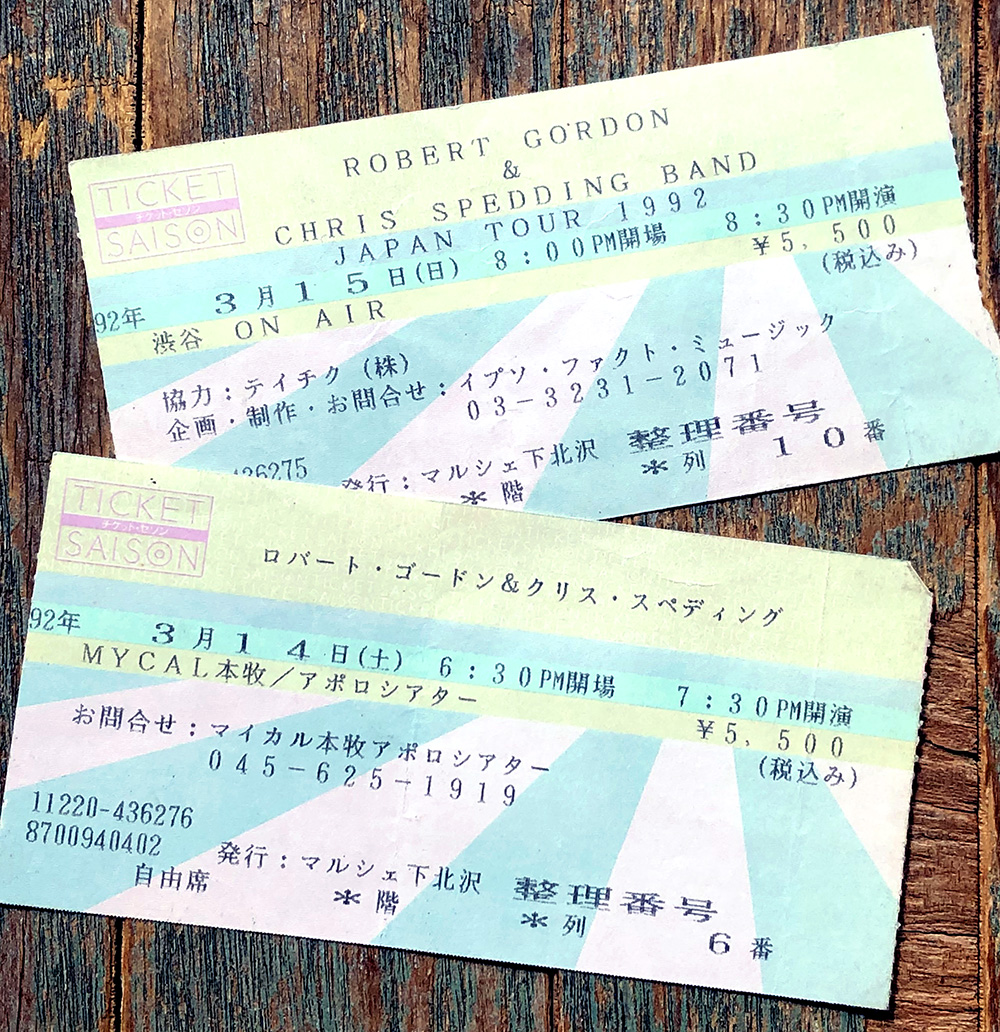 TICKET
チケット・セゾン
SAISON
ROBERT GORDON
&
CHRIS SPEDDING BAND
JAPAN TOUR 1992
92年 3月15日(日) 8:00PM開場 8:30PM開演
渋谷 ON AIR ¥5,500
(税込み)
協力:テイチク(株)
企画・制作・お問合せ:イプソ・ファクト・ミュージック
03-3231-2071
436275
発行:マルシェ下北沢 整理番号
*階 *列 10番
TICKET
チケット・セゾン
SAISON
ロバート・ゴードン&クリス・スペディング
92年 3月14日(土) 6:30PM開場 7:30PM開演
MYCAL本牧/アポロシアター ¥5,500
(税込み)
お問合せ:マイカル本牧アポロシアター
045-625-1919
11220-436276
8700940402
発行:マルシェ下北沢 整理番号
自由席 *階 *列 6番